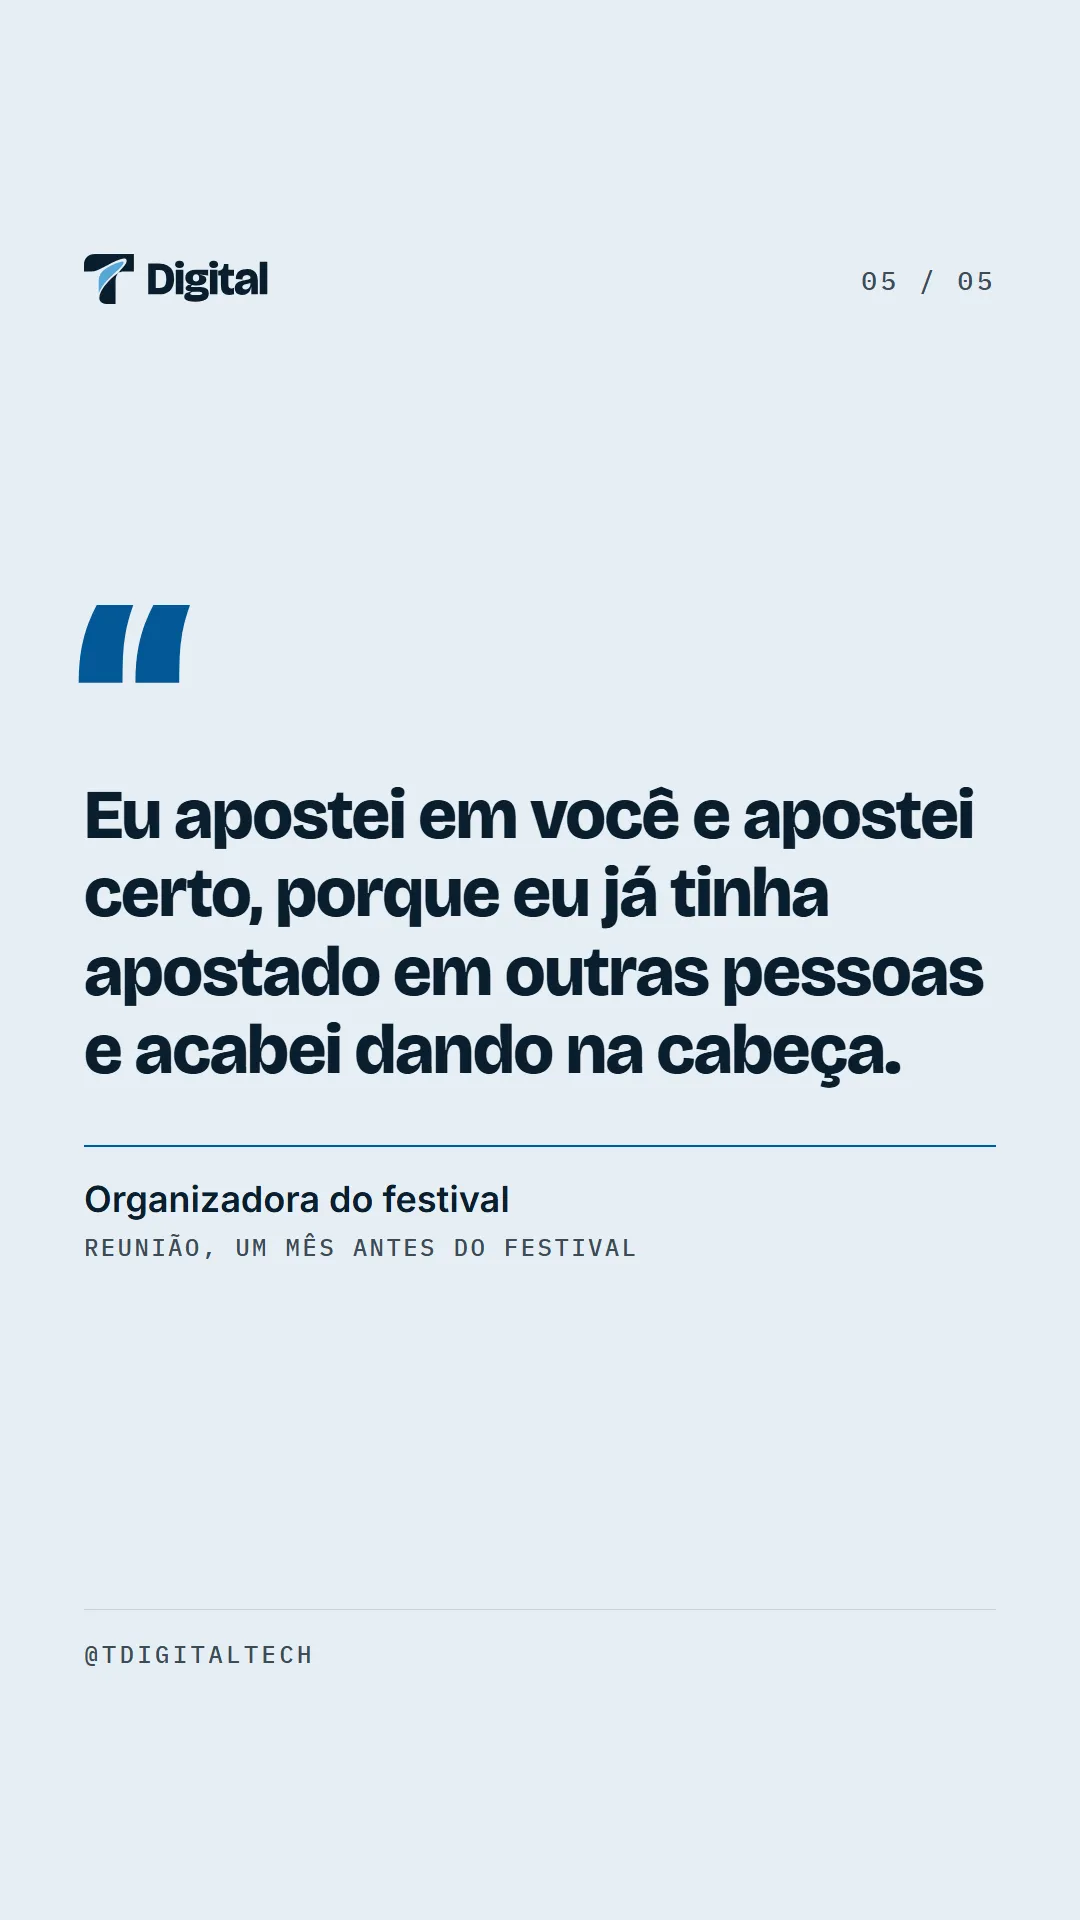 Digital
05 / 05
“
Eu apostei em você e apostei
certo, porque eu já tinha
apostado em outras pessoas
e acabei dando na cabeça.
Organizadora do festival
REUNIÃO, UM MÊS ANTES DO FESTIVAL
@TDIGITALTECH